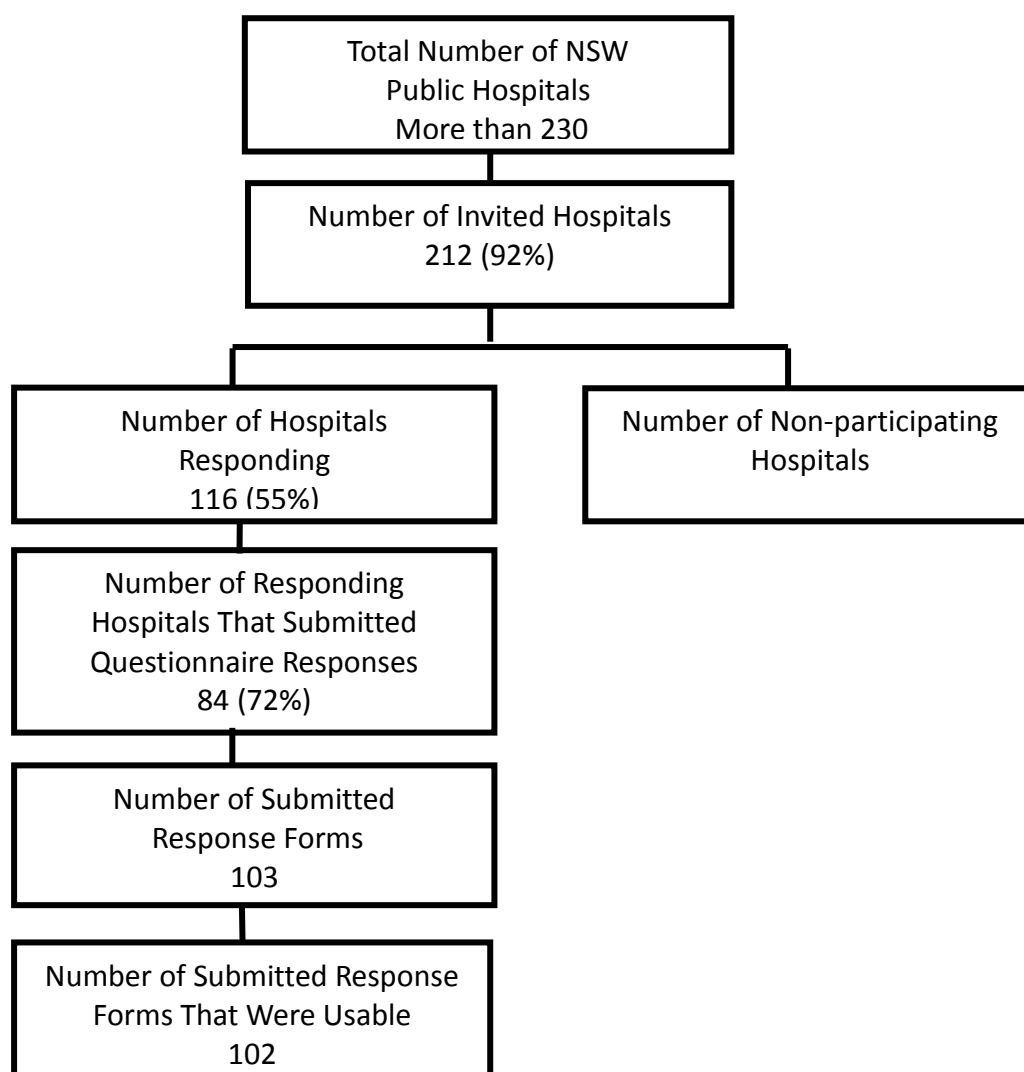 Total Number of NSW
Public Hospitals
More than 230
Number of Invited Hospitals
212 (92%)
Number of Hospitals
Responding
116 (55%)
Number of Non-participating
Hospitals
Number of Responding
Hospitals That Submitted
Questionnaire Responses
84 (72%)
Number of Submitted
Response Forms
103
Number of Submitted Response
Forms That Were Usable
102